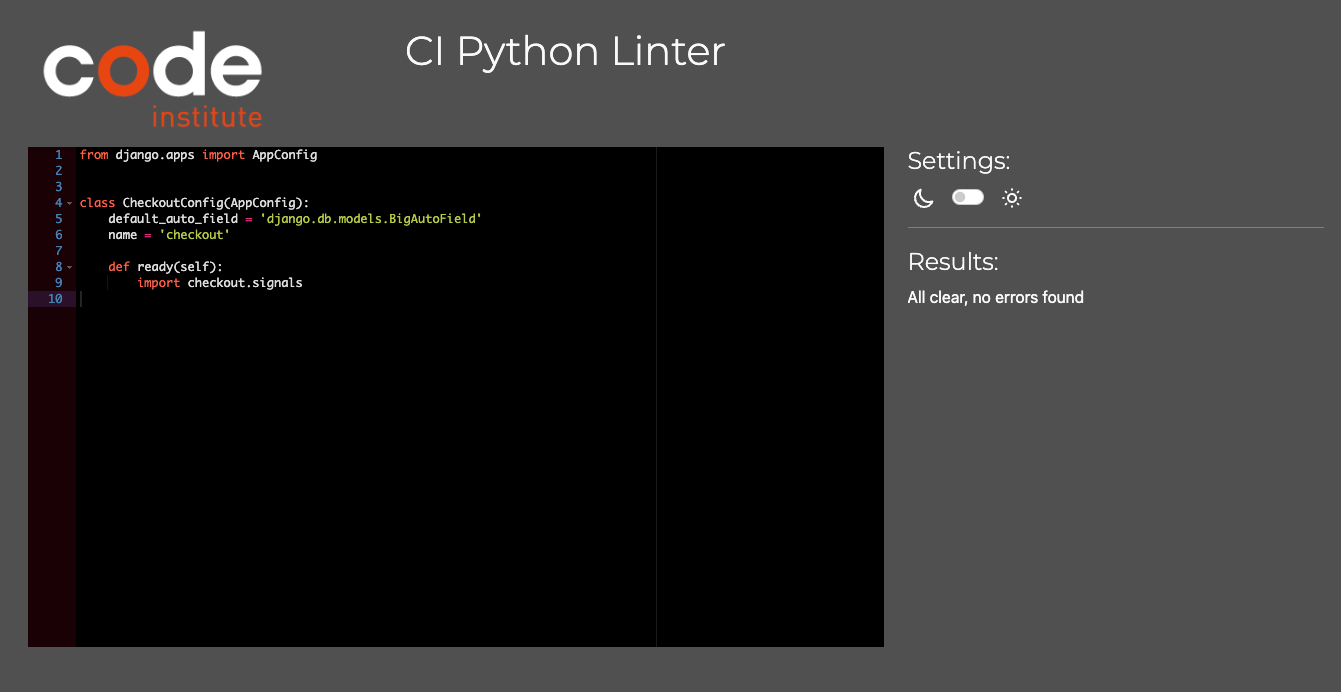 code
institute
CI Python Linter
1 from django.apps import AppConfig
2
3
4 class CheckoutConfig(AppConfig):
5     default_auto_field = 'django.db.models.BigAutoField'
6     name = 'checkout'
7
8     def ready(self):
9         import checkout.signals
10
Settings:
Results:
All clear, no errors found